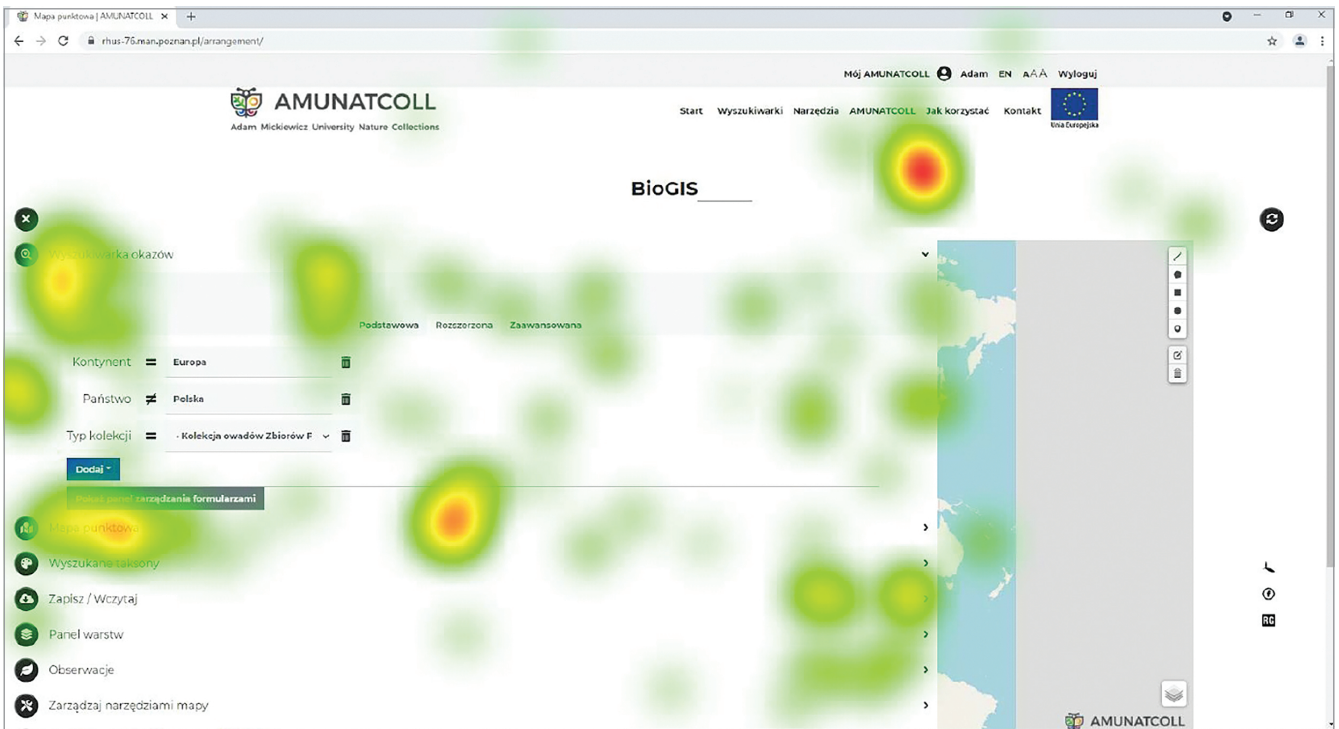 Mapa punktowa | AMUNATCOLL
rhus-76.man.poznan.pl/arrangement/
Mój AMUNATCOLL Adam EN AAA Wyloguj
AMUNATCOLL
Adam Mickiewicz University Nature Collections
Start Wyszukiwarki Narzędzia AMUNATCOLL Jak korzystać Kontakt
Unia Europejska
BioGIS
Wyszukiwarka okazów
Podstawowa Rozszerzona Zaawansowana
Kontynent = Europa
Państwo ≠ Polska
Typ kolekcji = - Kolekcja owadów Zbiorów P
Dodaj
Pokaż panel zarządzania formularzami
Mapa punktowa
Wyszukane taksony
Zapisz / Wczytaj
Panel warstw
RG
Obserwacje
Zarządzaj narzędziami mapy
AMUNATCOLL